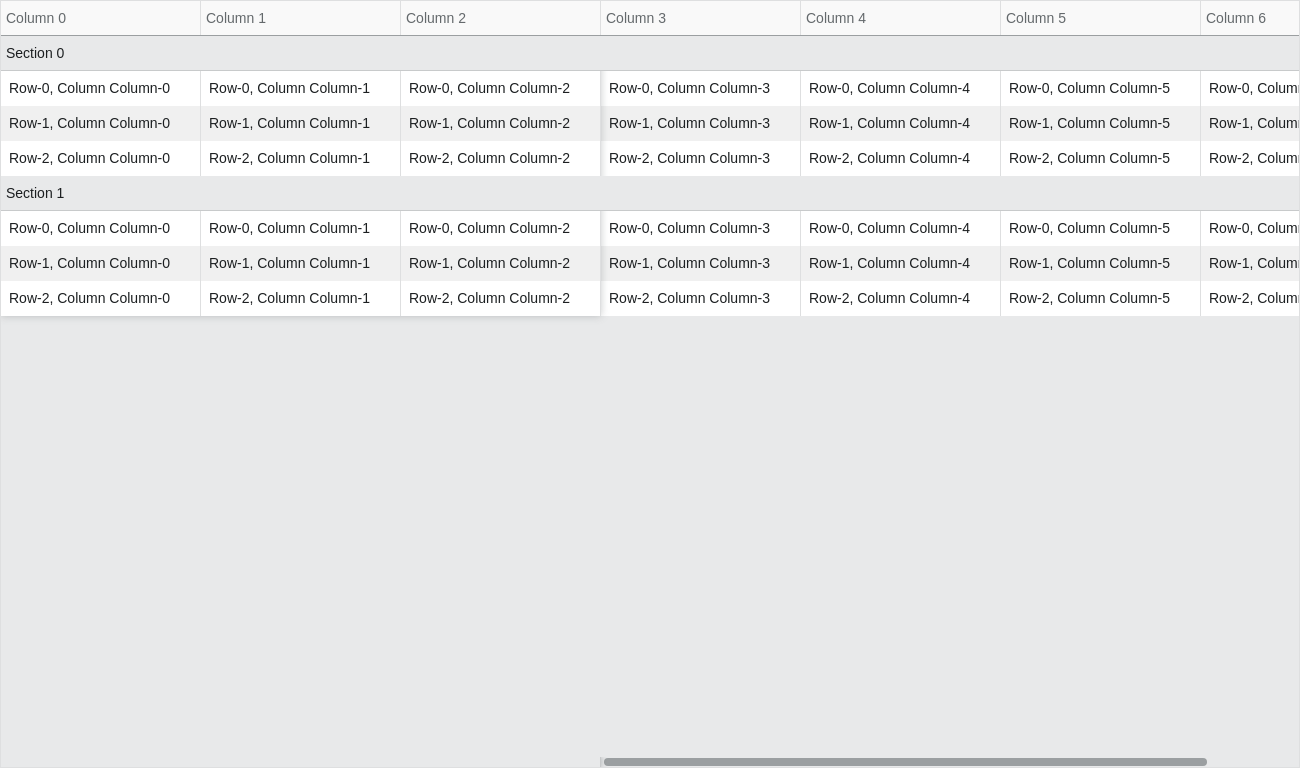 Column 0 Column 1 Column 2 Column 3 Column 4 Column 5 Column 6
Section 0
Row-0, Column Column-0 Row-0, Column Column-1 Row-0, Column Column-2 Row-0, Column Column-3 Row-0, Column Column-4 Row-0, Column Column-5 Row-0,
Row-1, Column Column-0 Row-1, Column Column-1 Row-1, Column Column-2 Row-1, Column Column-3 Row-1, Column Column-4 Row-1, Column Column-5 Row-1,
Row-2, Column Column-0 Row-2, Column Column-1 Row-2, Column Column-2 Row-2, Column Column-3 Row-2, Column Column-4 Row-2, Column Column-5 Row-2,
Section 1
Row-0, Column Column-0 Row-0, Column Column-1 Row-0, Column Column-2 Row-0, Column Column-3 Row-0, Column Column-4 Row-0, Column Column-5 Row-0,
Row-1, Column Column-0 Row-1, Column Column-1 Row-1, Column Column-2 Row-1, Column Column-3 Row-1, Column Column-4 Row-1, Column Column-5 Row-1,
Row-2, Column Column-0 Row-2, Column Column-1 Row-2, Column Column-2 Row-2, Column Column-3 Row-2, Column Column-4 Row-2, Column Column-5 Row-2,